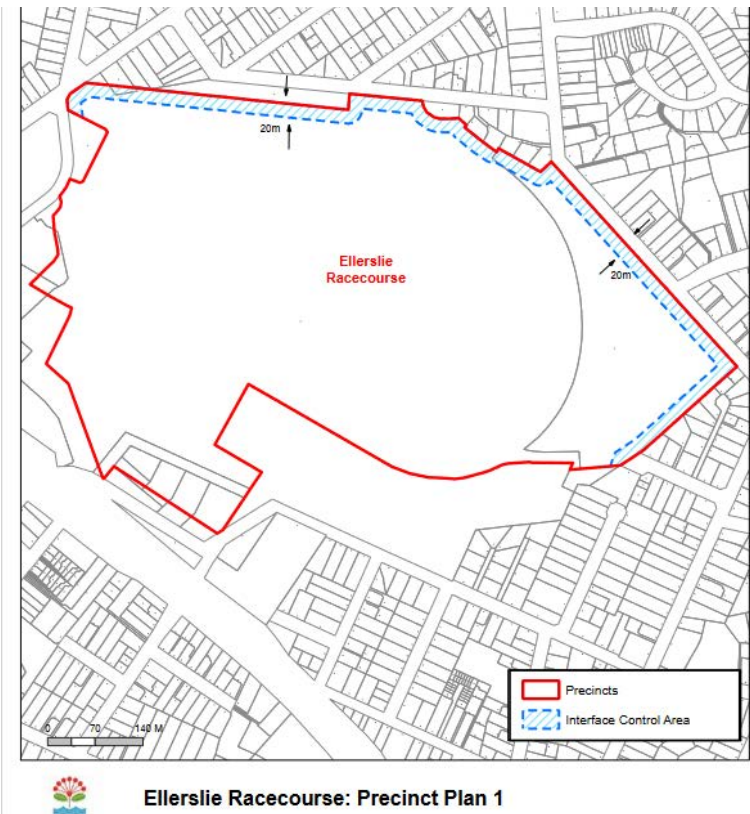 20m
20m
Ellerslie
Racecourse
Precincts
Interface Control Area
0 70 140 M
Ellerslie Racecourse: Precinct Plan 1